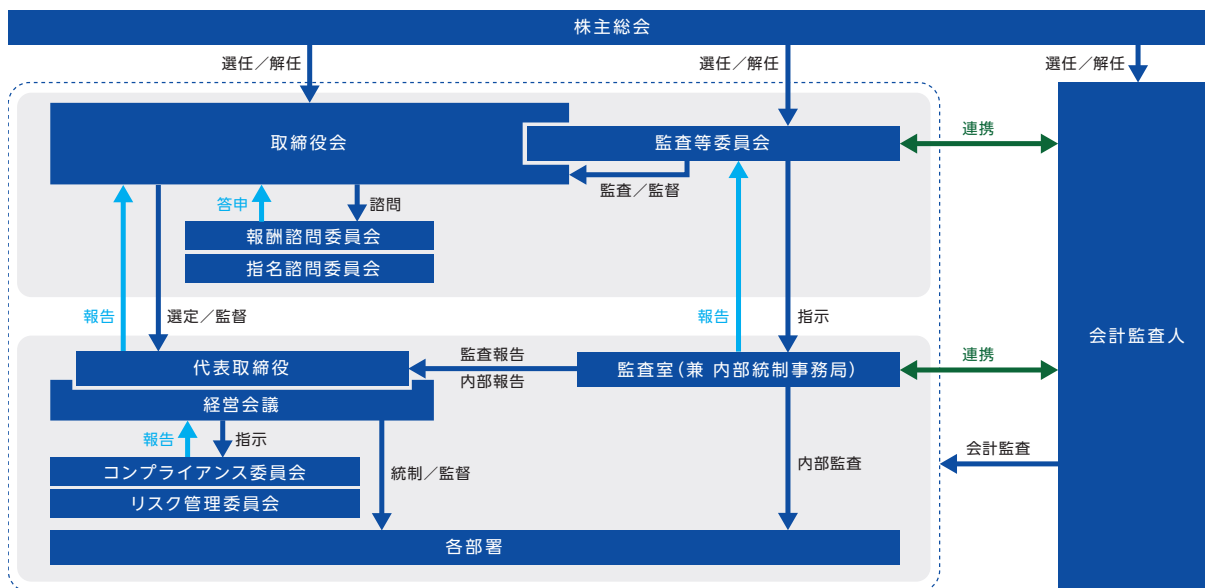 株主総会
選任／解任
選任／解任
選任／解任
取締役会
監査等委員会
連携
監査／監督
答申
諮問
報酬諮問委員会
指名諮問委員会
報告
選定／監督
報告
指示
会計監査人
代表取締役
監査報告
内部報告
監査室(兼 内部統制事務局)
連携
経営会議
報告
指示
会計監査
コンプライアンス委員会
統制／監督
内部監査
リスク管理委員会
各部署